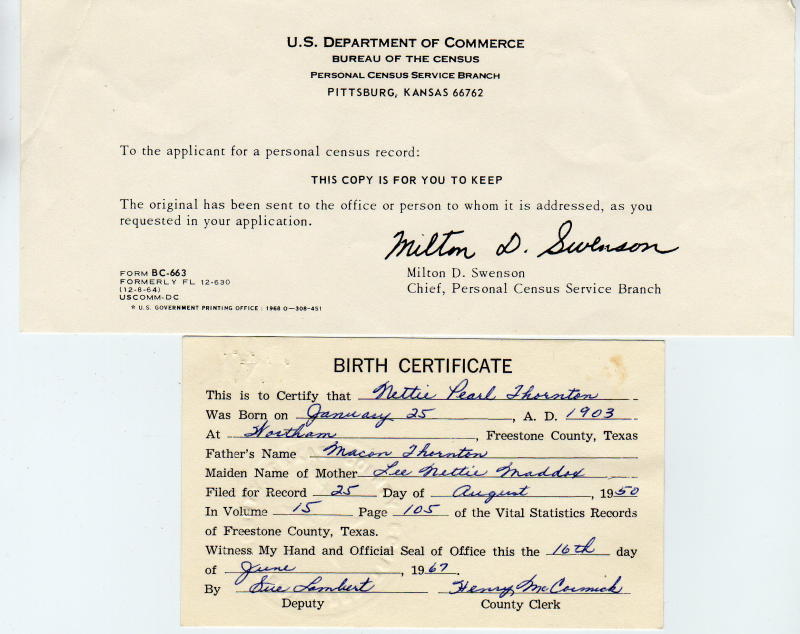 U.S. DEPARTMENT OF COMMERCE
BUREAU OF THE CENSUS
PERSONAL CENSUS SERVICE BRANCH
PITTSBURG, KANSAS 66762
To the applicant for a personal census record:
THIS COPY IS FOR YOU TO KEEP
The original has been sent to the office or person to whom it is addressed, as you
requested in your application.
Milton D. Swenson
Milton D. Swenson
Chief, Personal Census Service Branch
FORM BC-663
FORMERLY FL 12-630
(12-8-64)
USCOMM-DC
* U.S. GOVERNMENT PRINTING OFFICE : 1968 O—308-451
BIRTH CERTIFICATE
This is to Certify that Nettie Pearl Thornton
Was Born on January 25, A. D. 1903
At Wortham, Freestone County, Texas
Father's Name Macon Thornton
Maiden Name of Mother Lee Nettie Maddox
Filed for Record 25 Day of August, 1950
In Volume 15 Page 105 of the Vital Statistics Records
of Freestone County, Texas.
Witness My Hand and Official Seal of Office this the 16th day
of June, 1967.
By Sue Lambert Henry McCormick
Deputy County Clerk